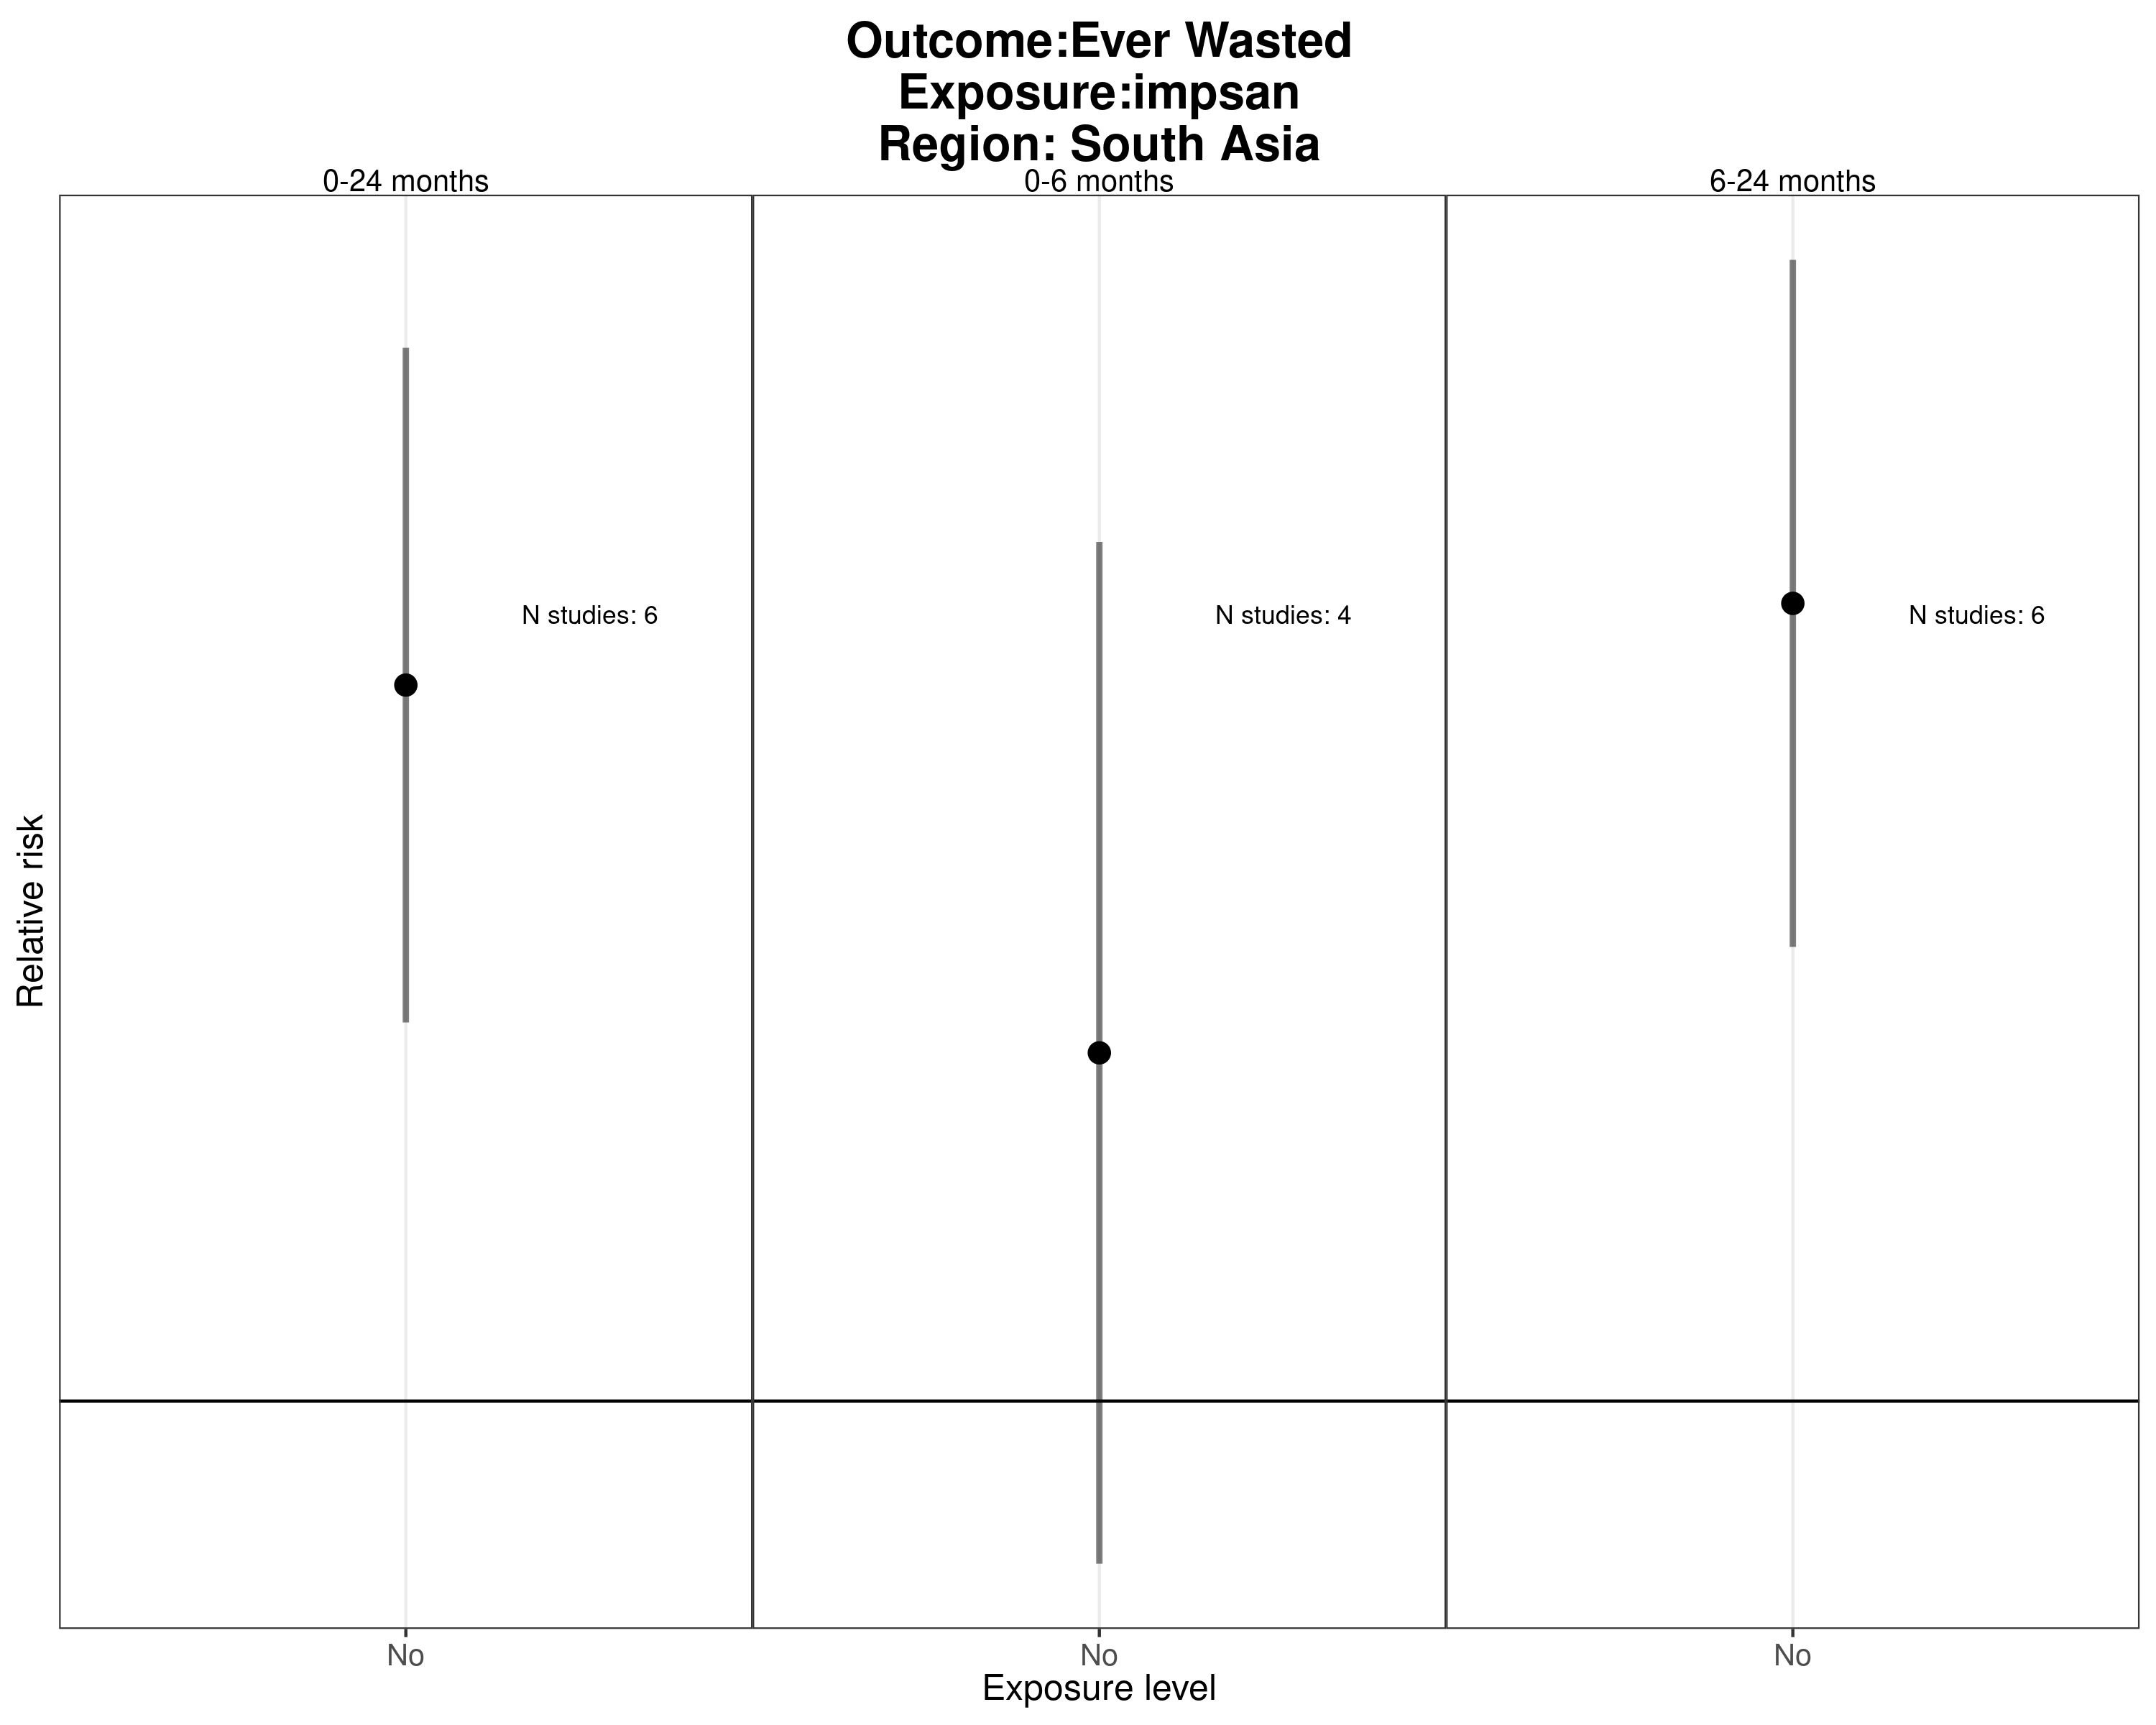 Outcome:Ever Wasted
Exposure:impsan
Region: South Asia
0-24 months
0-6 months
6-24 months
N studies: 6
N studies: 4
N studies: 6
Relative risk
No
No
No
Exposure level